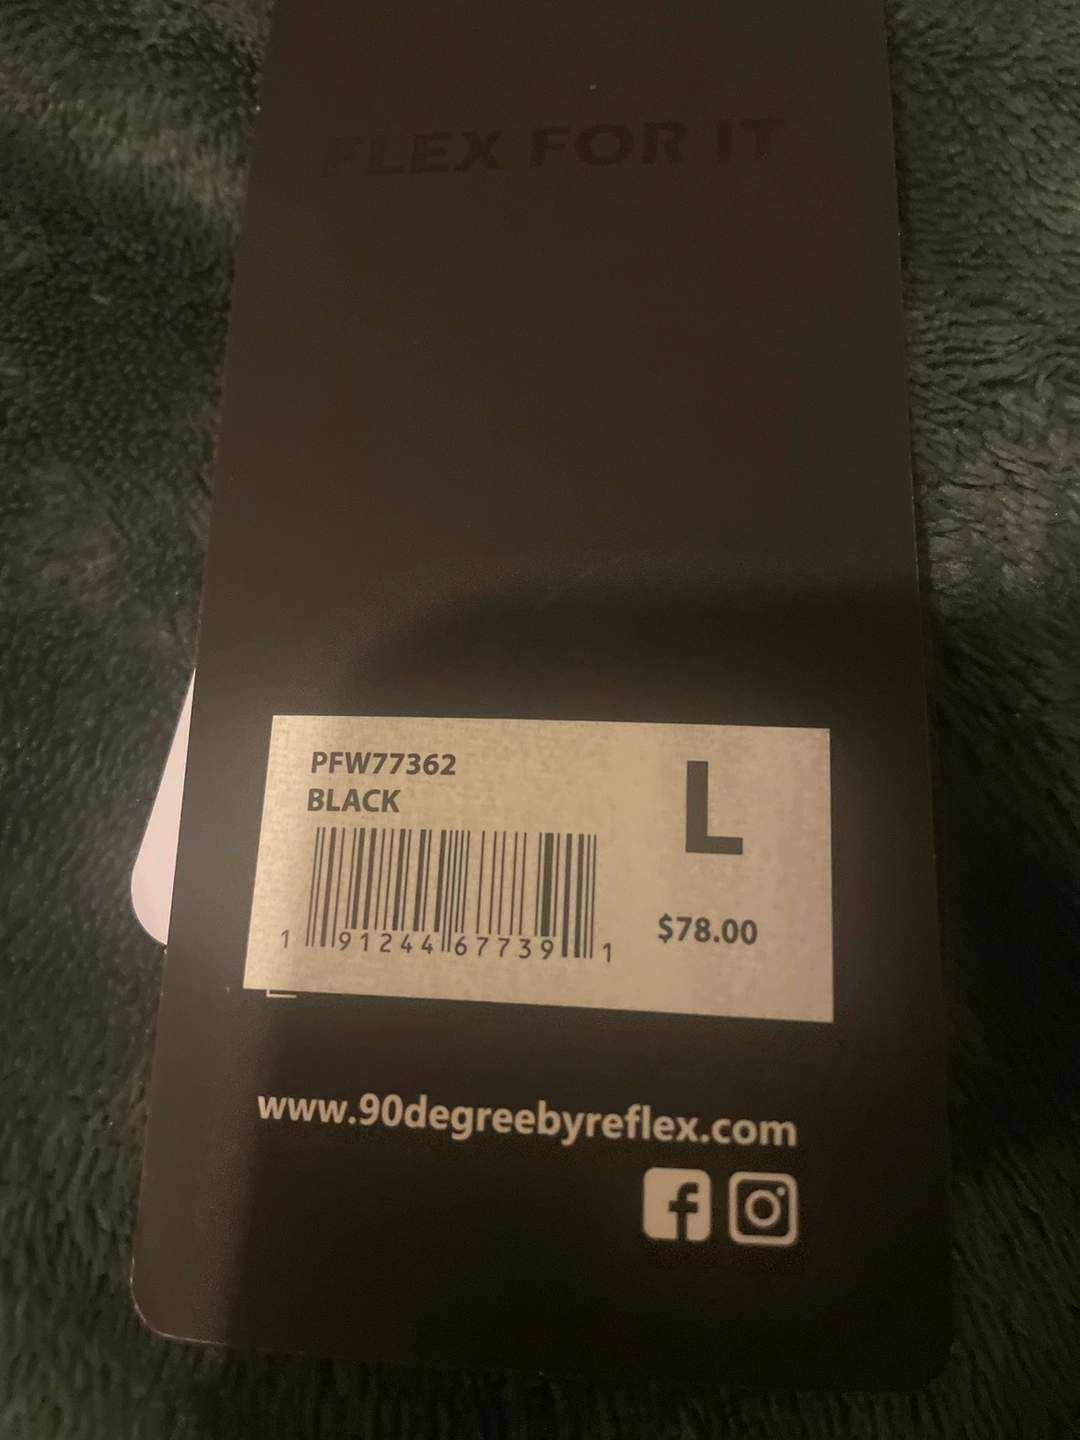 FLEX FOR IT
PFW77362
BLACK
L
1 91244 67739 1
$78.00
www.90degreebyreflex.com